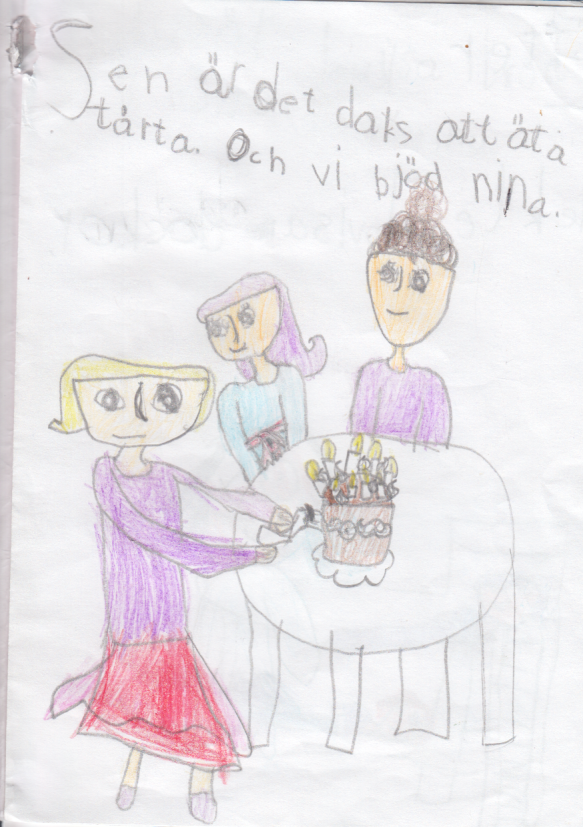 Sen är det daks att äta
tårta. Och vi bjöd nina.